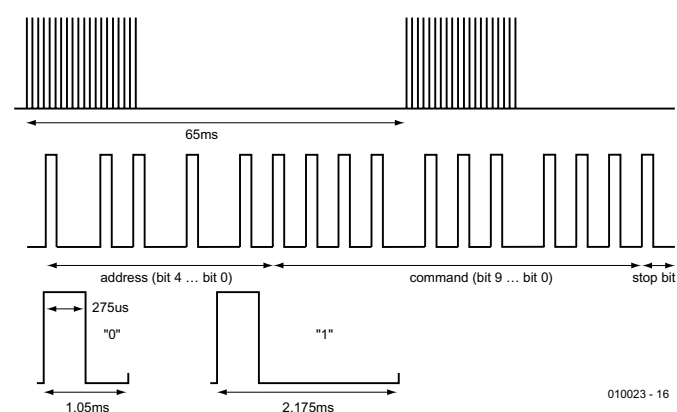 65ms
address (bit 4 … bit 0) command (bit 9 … bit 0) stop bit
275us
"0" "1"
1.05ms 2.175ms
010023 - 16